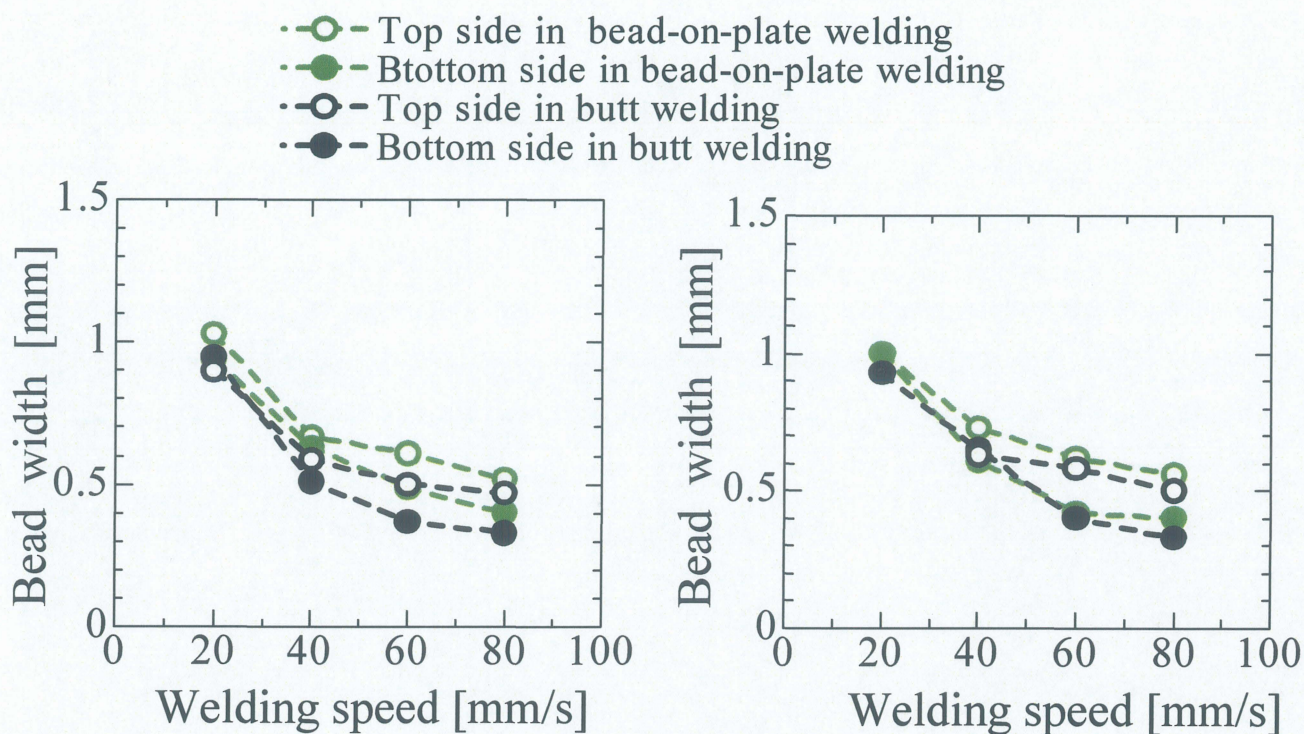 Top side in bead-on-plate welding
Btottom side in bead-on-plate welding
Top side in butt welding
Bottom side in butt welding
1.5
1
0.5
0
0 20 40 60 80 100
Bead width [mm]
Welding speed [mm/s]
1.5
1
0.5
0
0 20 40 60 80 100
Bead width [mm]
Welding speed [mm/s]